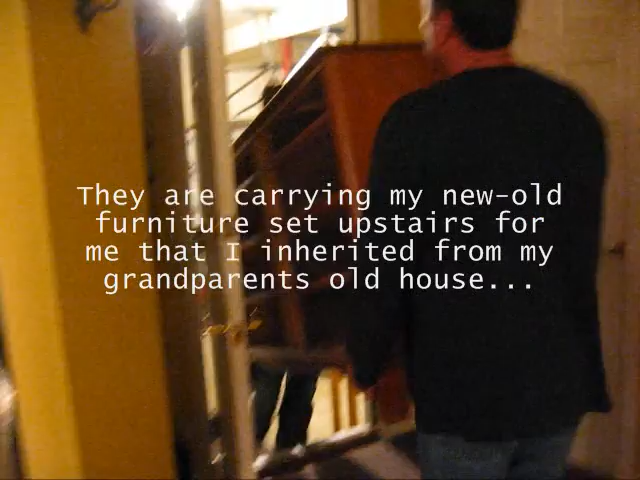 They are carrying my new-old
furniture set upstairs for
me that I inherited from my
grandparents old house...